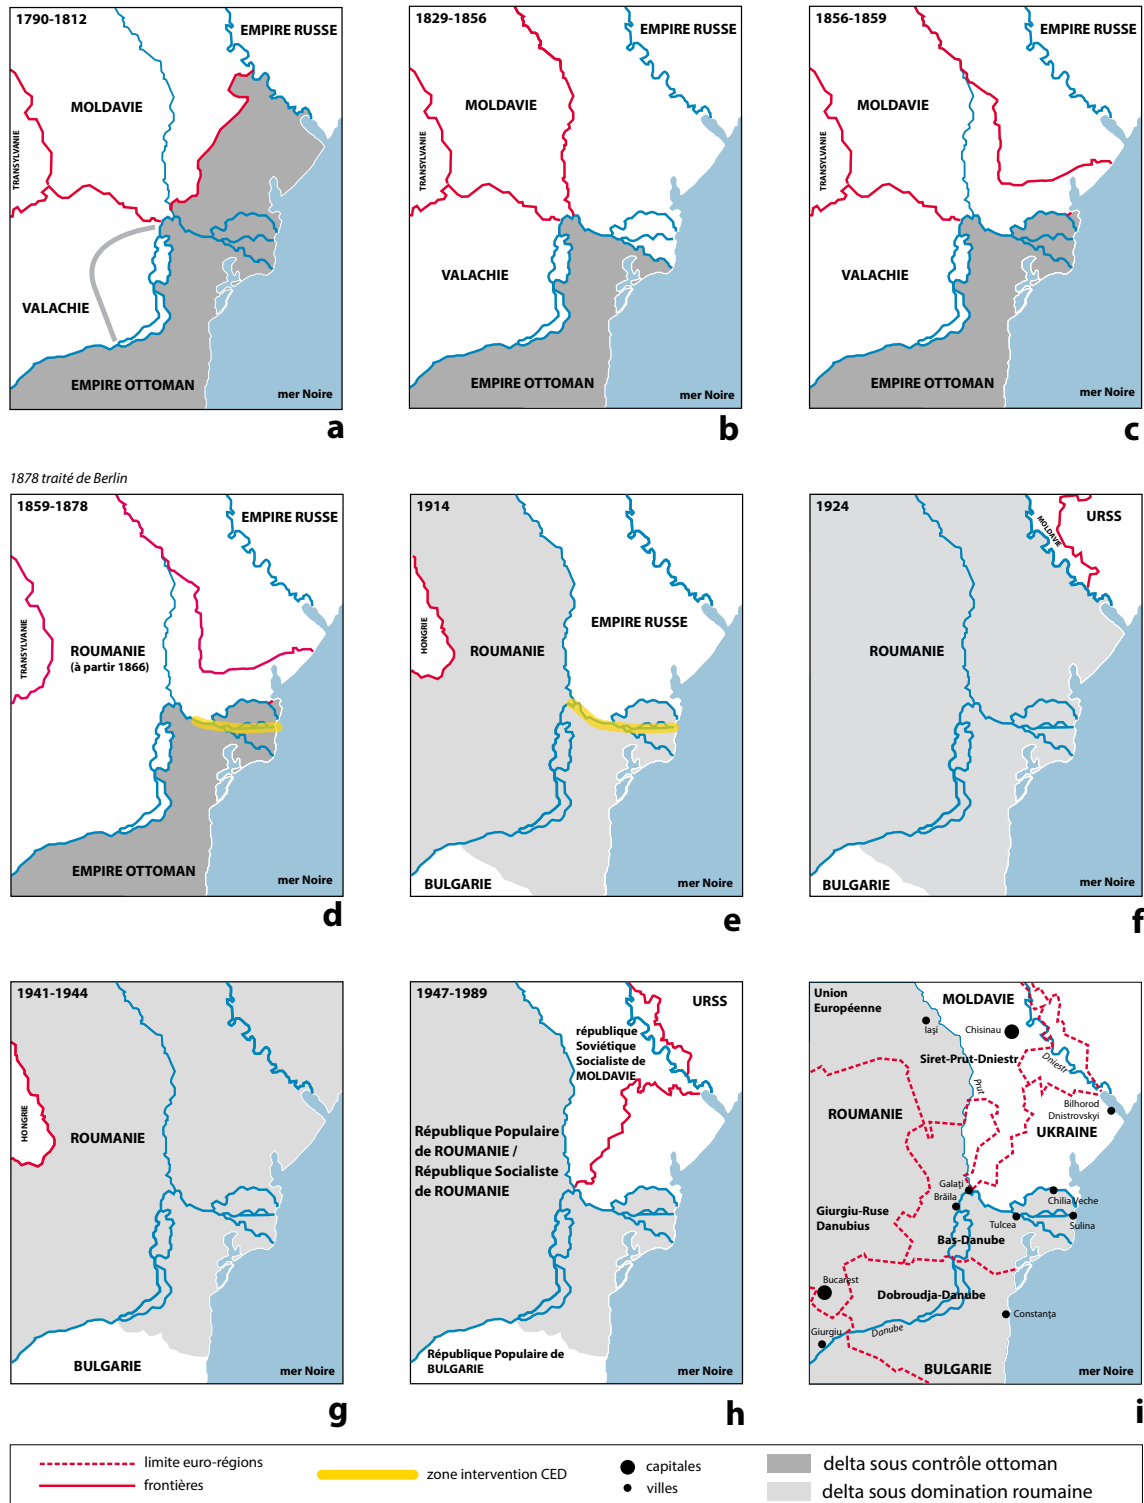 1790-1812
EMPIRE RUSSE
MOLDAVIE
TRANSYLVANIE
VALACHIE
EMPIRE OTTOMAN
mer Noire
a
1829-1856
EMPIRE RUSSE
MOLDAVIE
TRANSYLVANIE
VALACHIE
EMPIRE OTTOMAN
mer Noire
b
1856-1859
EMPIRE RUSSE
MOLDAVIE
TRANSYLVANIE
VALACHIE
EMPIRE OTTOMAN
mer Noire
c
1878 traité de Berlin
1859-1878
EMPIRE RUSSE
TRANSYLVANIE
ROUMANIE
(à partir 1866)
EMPIRE OTTOMAN
mer Noire
d
1914
HONGRIE
EMPIRE RUSSE
ROUMANIE
BULGARIE
mer Noire
e
1924
MOLDAVIE
URSS
ROUMANIE
BULGARIE
mer Noire
f
1941-1944
HONGRIE
ROUMANIE
BULGARIE
mer Noire
g
1947-1989
URSS
république
Soviétique
Socialiste de
MOLDAVIE
République Populaire
de ROUMANIE /
République Socialiste
de ROUMANIE
République Populaire de
BULGARIE
mer Noire
h
Union
Européenne
MOLDAVIE
Iaşi
Chisinau
Siret-Prut-Dniestr
Dniestr
Prut
Bilhorod
Dnistrovskyi
ROUMANIE
UKRAINE
Galaţi
Brăila
Chilia Veche
Giurgiu-Ruse
Danubius
Tulcea
Sulina
Bas-Danube
Bucarest
Dobroudja-Danube
Constanţa
Giurgiu
Danube
BULGARIE
mer Noire
i
limite euro-régions
frontières
zone intervention CED
capitales
villes
delta sous contrôle ottoman
delta sous domination roumaine